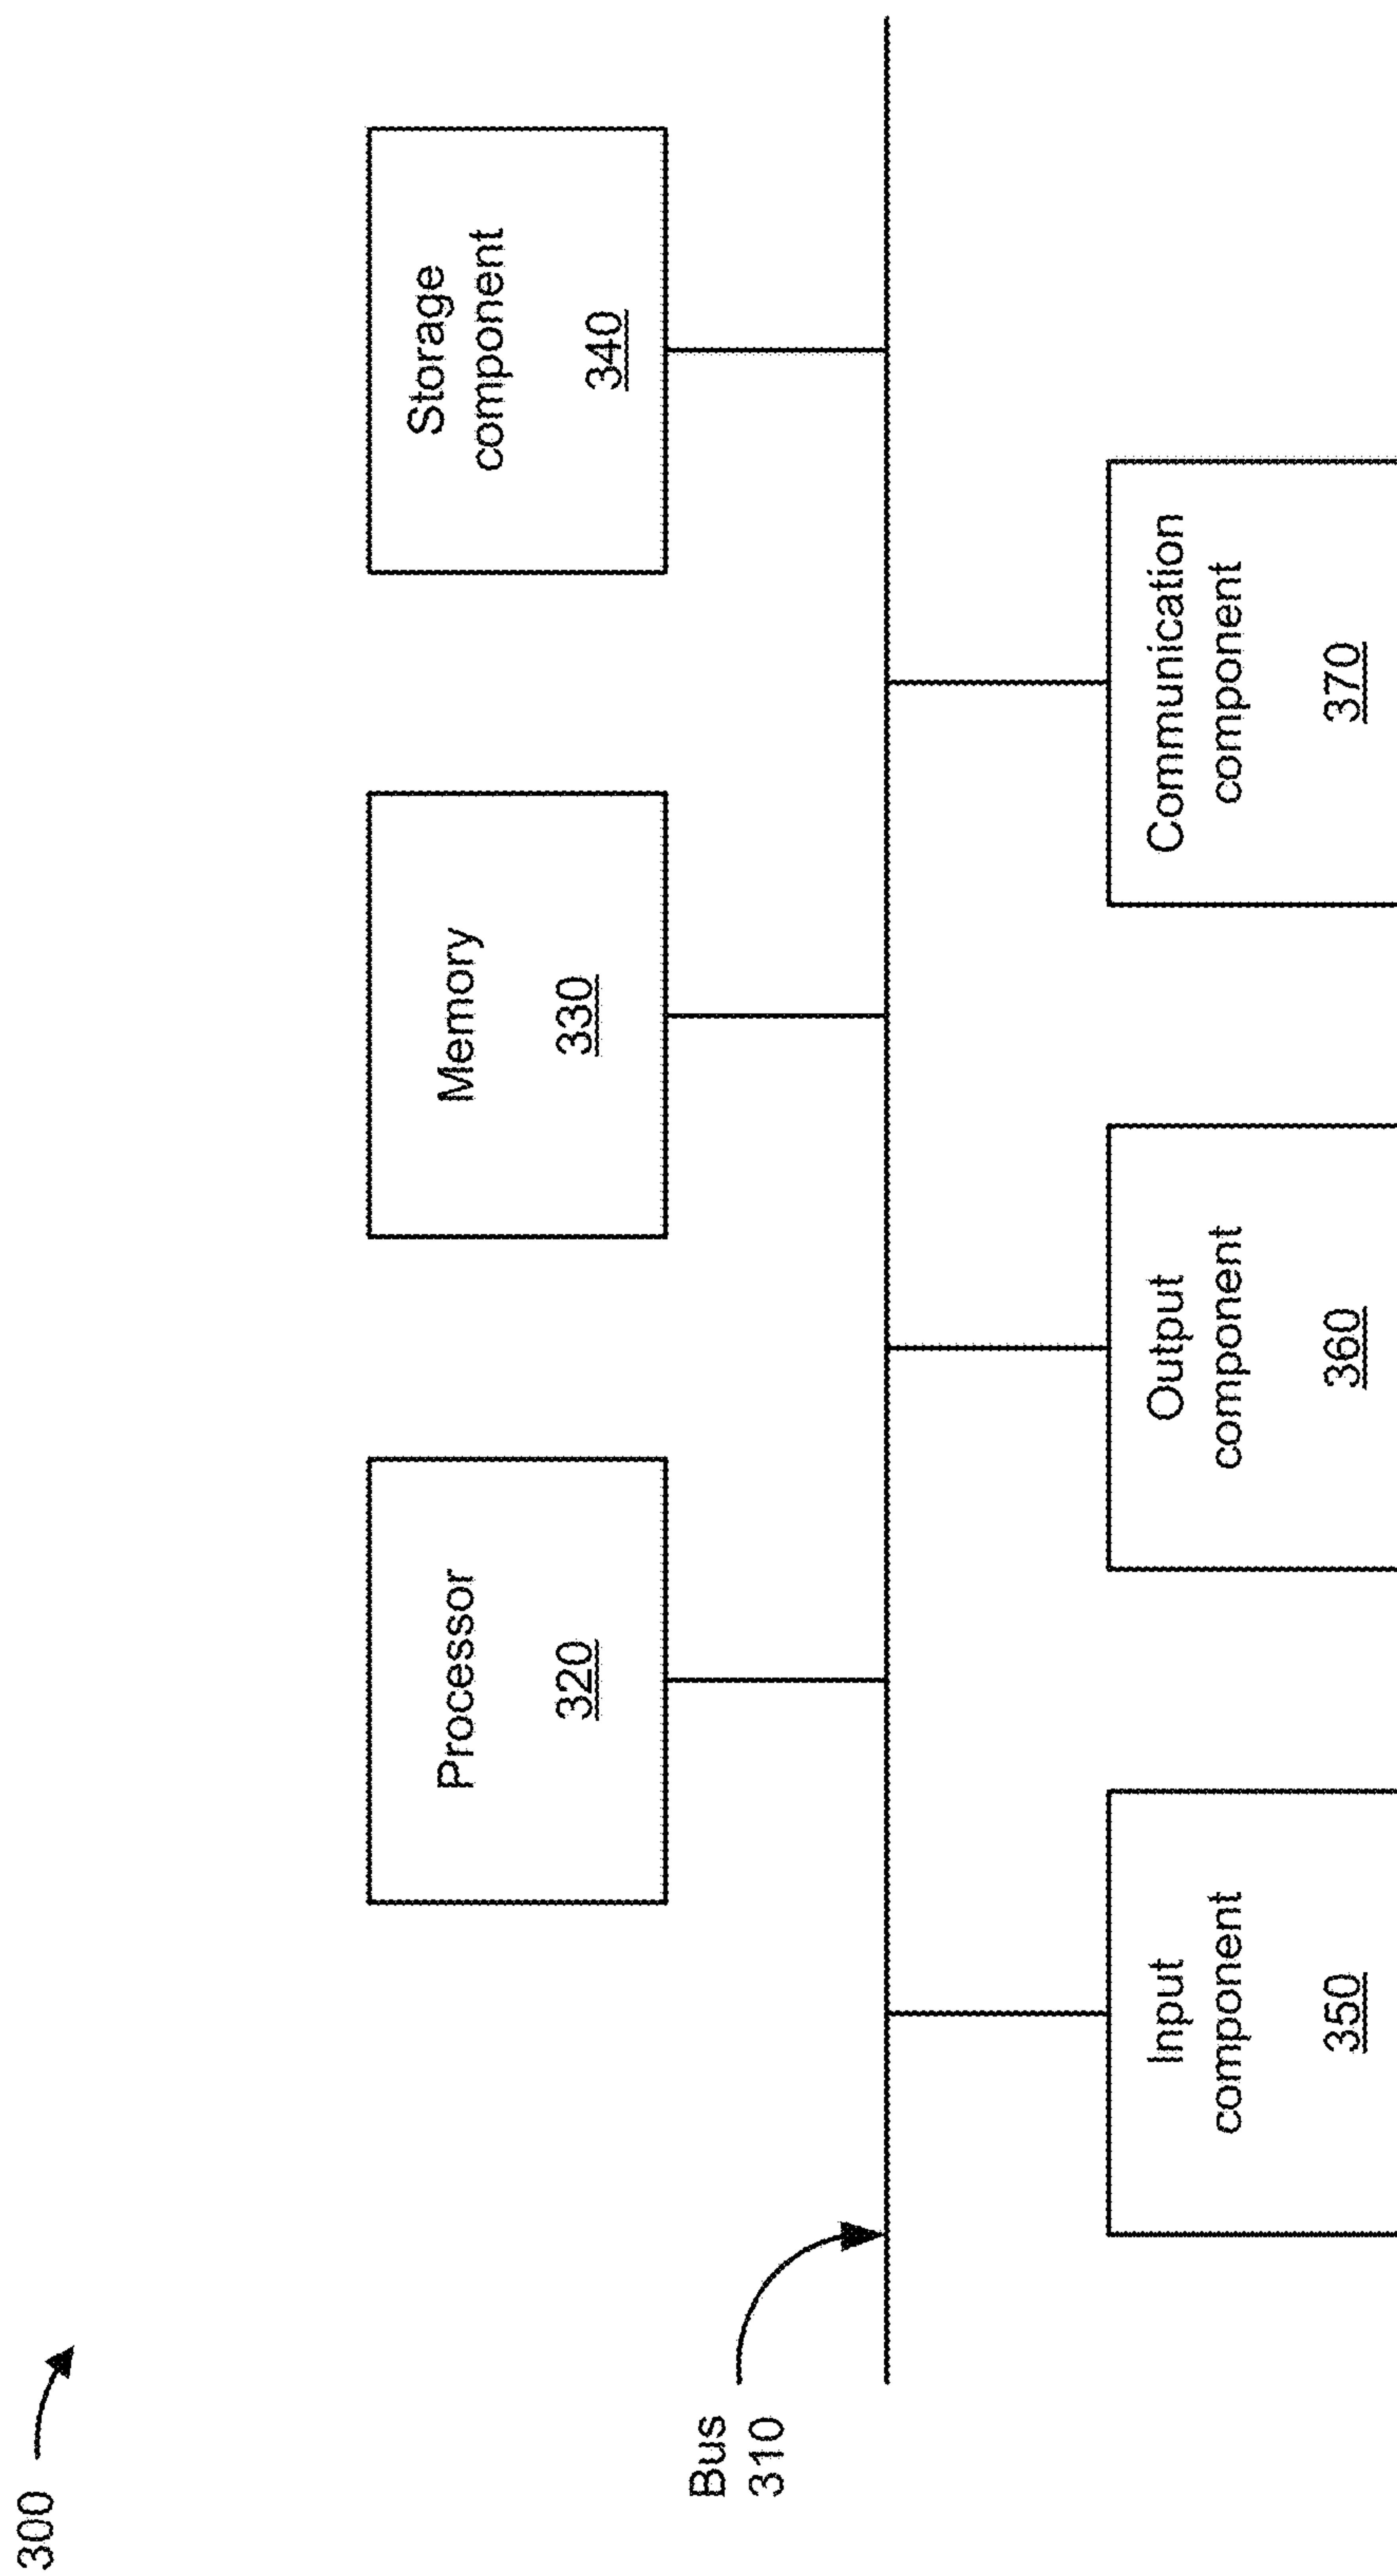 300
Processor
320
Memory
330
Storage
component
340
Bus
310
Input
component
350
Output
component
360
Communication
component
370